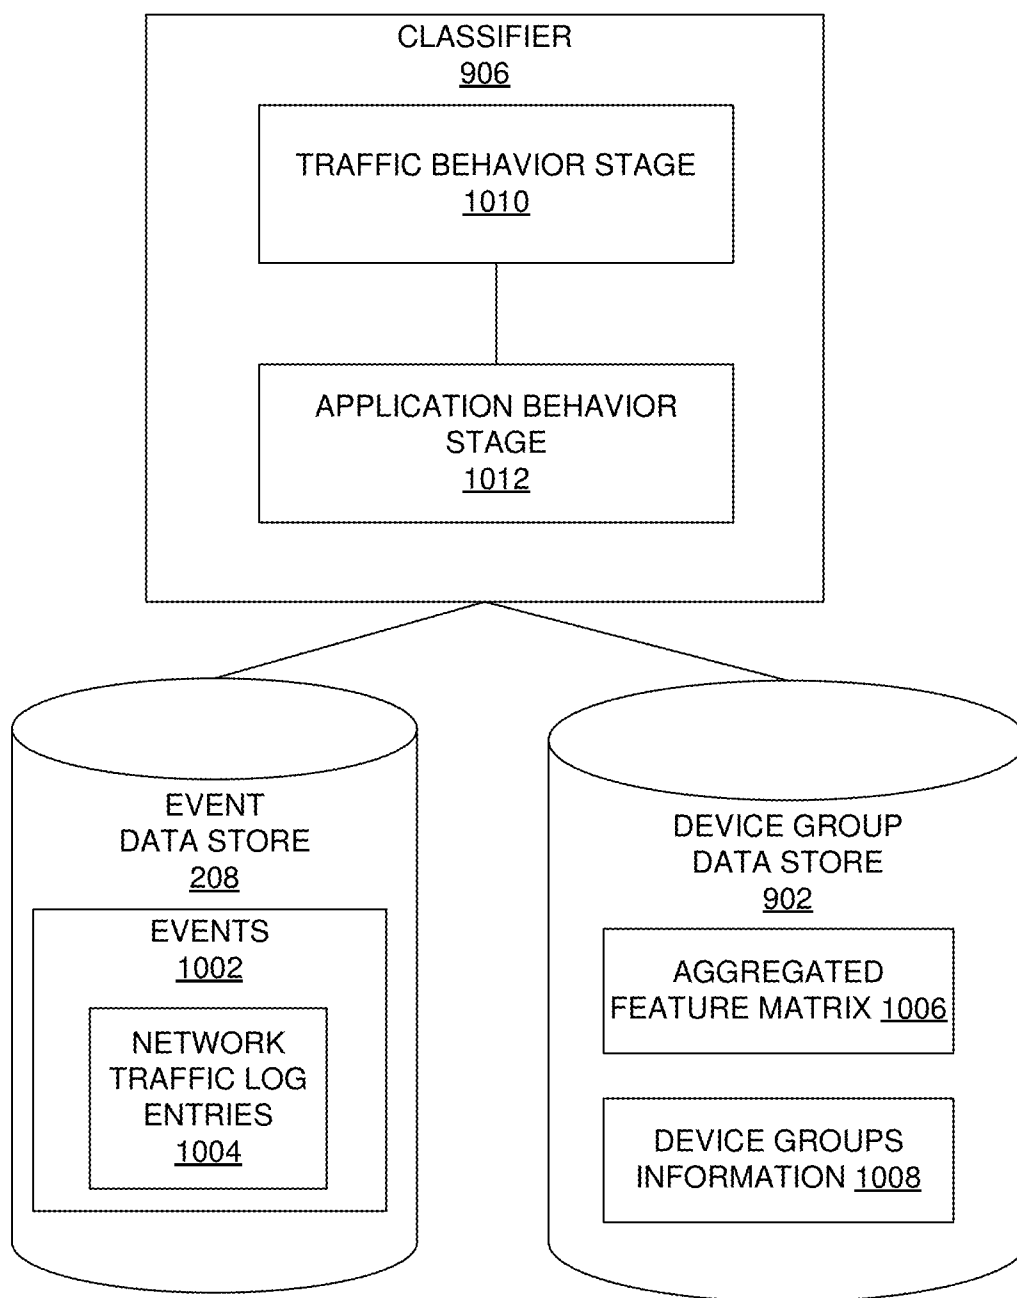 CLASSIFIER
906
TRAFFIC BEHAVIOR STAGE
1010
APPLICATION BEHAVIOR
STAGE
1012
EVENT
DATA STORE
208
EVENTS
1002
NETWORK
TRAFFIC LOG
ENTRIES
1004
DEVICE GROUP
DATA STORE
902
AGGREGATED
FEATURE MATRIX 1006
DEVICE GROUPS
INFORMATION 1008